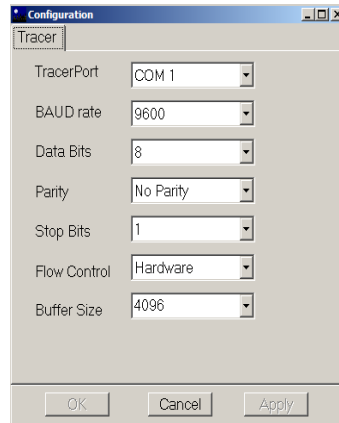 Configuration
Tracer
TracerPort COM 1
BAUD rate 9600
Data Bits 8
Parity No Parity
Stop Bits 1
Flow Control Hardware
Buffer Size 4096
OK Cancel Apply